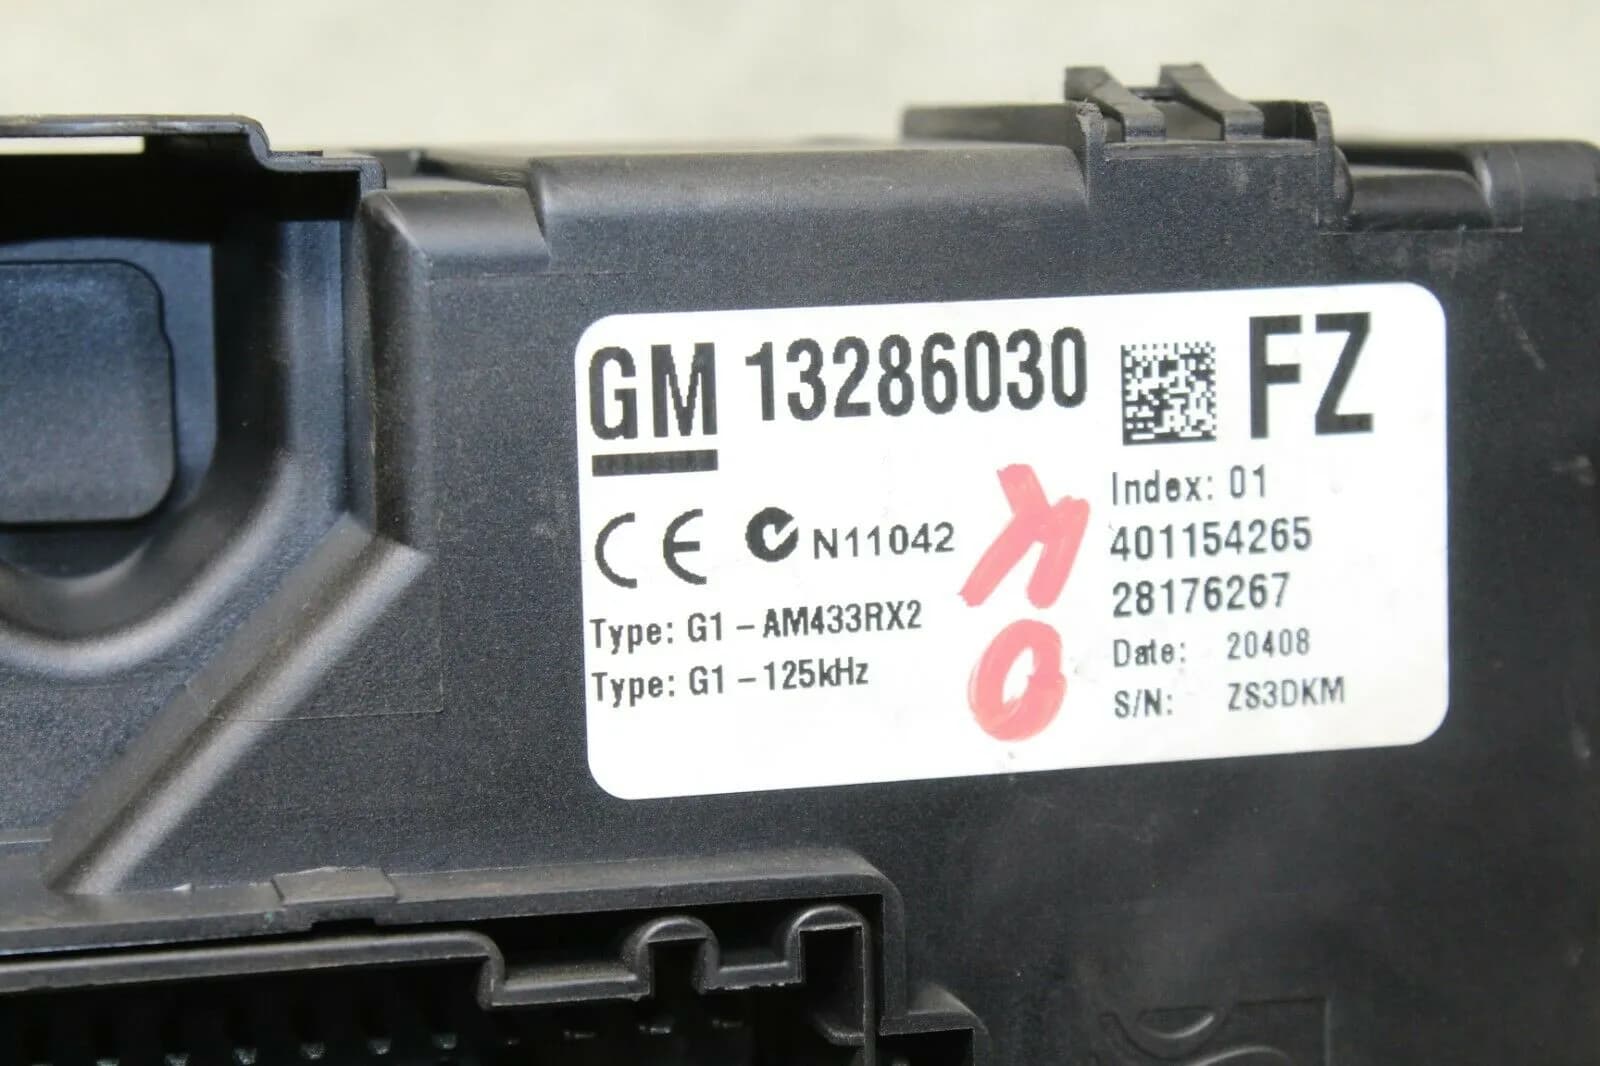 GM 13286030 FZ
CE N11042
Type: G1 - AM433RX2
Type: G1 - 125kHz
Index: 01
401154265
28176267
Date: 20408
S/N: ZS3DKM